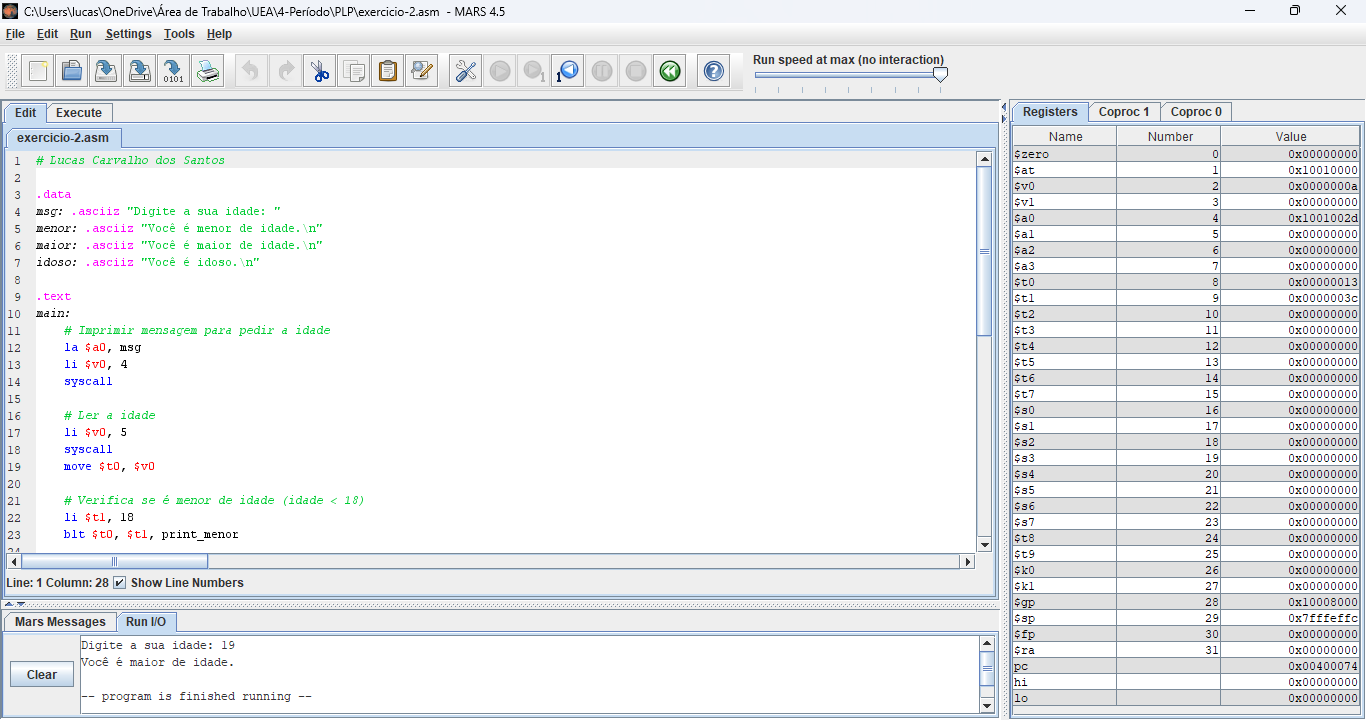 C:\Users\lucas\OneDrive\Área de Trabalho\UEA\4-Período\PLP\exercicio-2.asm - MARS 4.5
File Edit Run Settings Tools Help
Run speed at max (no interaction)
Edit Execute
exercicio-2.asm
1 # Lucas Carvalho dos Santos
2
3 .data
4 msg: .asciiz "Digite a sua idade: "
5 menor: .asciiz "Você é menor de idade.\n"
6 maior: .asciiz "Você é maior de idade.\n"
7 idoso: .asciiz "Você é idoso.\n"
8
9 .text
10 main:
11 # Imprimir mensagem para pedir a idade
12 la $a0, msg
13 li $v0, 4
14 syscall
15
16 # Ler a idade
17 li $v0, 5
18 syscall
19 move $t0, $v0
20
21 # Verifica se é menor de idade (idade < 18)
22 li $t1, 18
23 blt $t0, $t1, print_menor
24
Line: 1 Column: 28 Show Line Numbers
Mars Messages Run I/O
Clear
Digite a sua idade: 19
Você é maior de idade.
-- program is finished running --
Registers Coproc 1 Coproc 0
Name Number Value
$zero 0 0x00000000
$at 1 0x10010000
$v0 2 0x0000000a
$v1 3 0x00000000
$a0 4 0x1001002d
$a1 5 0x00000000
$a2 6 0x00000000
$a3 7 0x00000000
$t0 8 0x00000013
$t1 9 0x0000003c
$t2 10 0x00000000
$t3 11 0x00000000
$t4 12 0x00000000
$t5 13 0x00000000
$t6 14 0x00000000
$t7 15 0x00000000
$s0 16 0x00000000
$s1 17 0x00000000
$s2 18 0x00000000
$s3 19 0x00000000
$s4 20 0x00000000
$s5 21 0x00000000
$s6 22 0x00000000
$s7 23 0x00000000
$t8 24 0x00000000
$t9 25 0x00000000
$k0 26 0x00000000
$k1 27 0x00000000
$gp 28 0x10008000
$sp 29 0x7fffeffc
$fp 30 0x00000000
$ra 31 0x00000000
pc 0x00400074
hi 0x00000000
lo 0x00000000